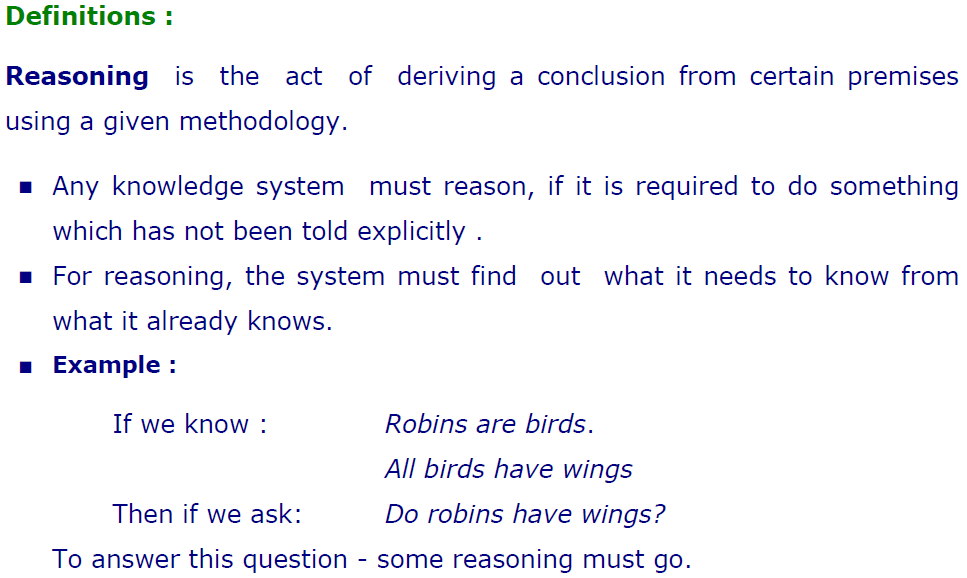 Definitions :
Reasoning is the act of deriving a conclusion from certain premises
using a given methodology.
■ Any knowledge system must reason, if it is required to do something
which has not been told explicitly .
■ For reasoning, the system must find out what it needs to know from
what it already knows.
■ Example :
If we know : Robins are birds.
All birds have wings
Then if we ask: Do robins have wings?
To answer this question - some reasoning must go.